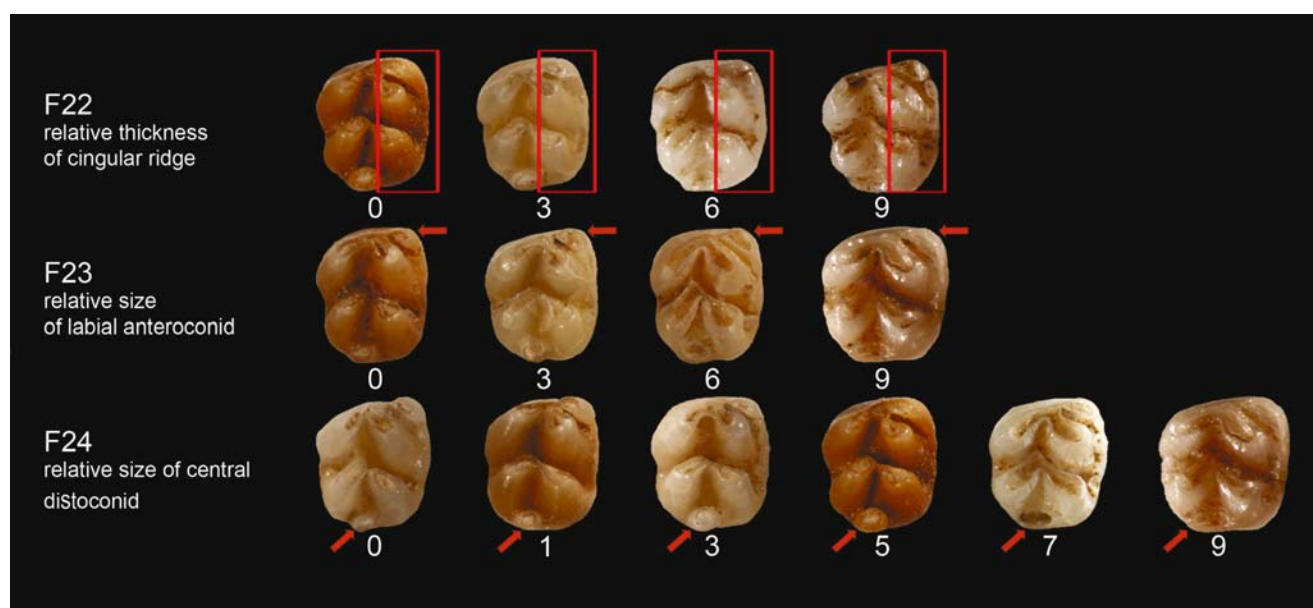 F22
relative thickness
of cingular ridge
0 3 6 9
F23
relative size
of labial anteroconid
0 3 6 9
F24
relative size of central
distoconid
0 1 3 5 7 9